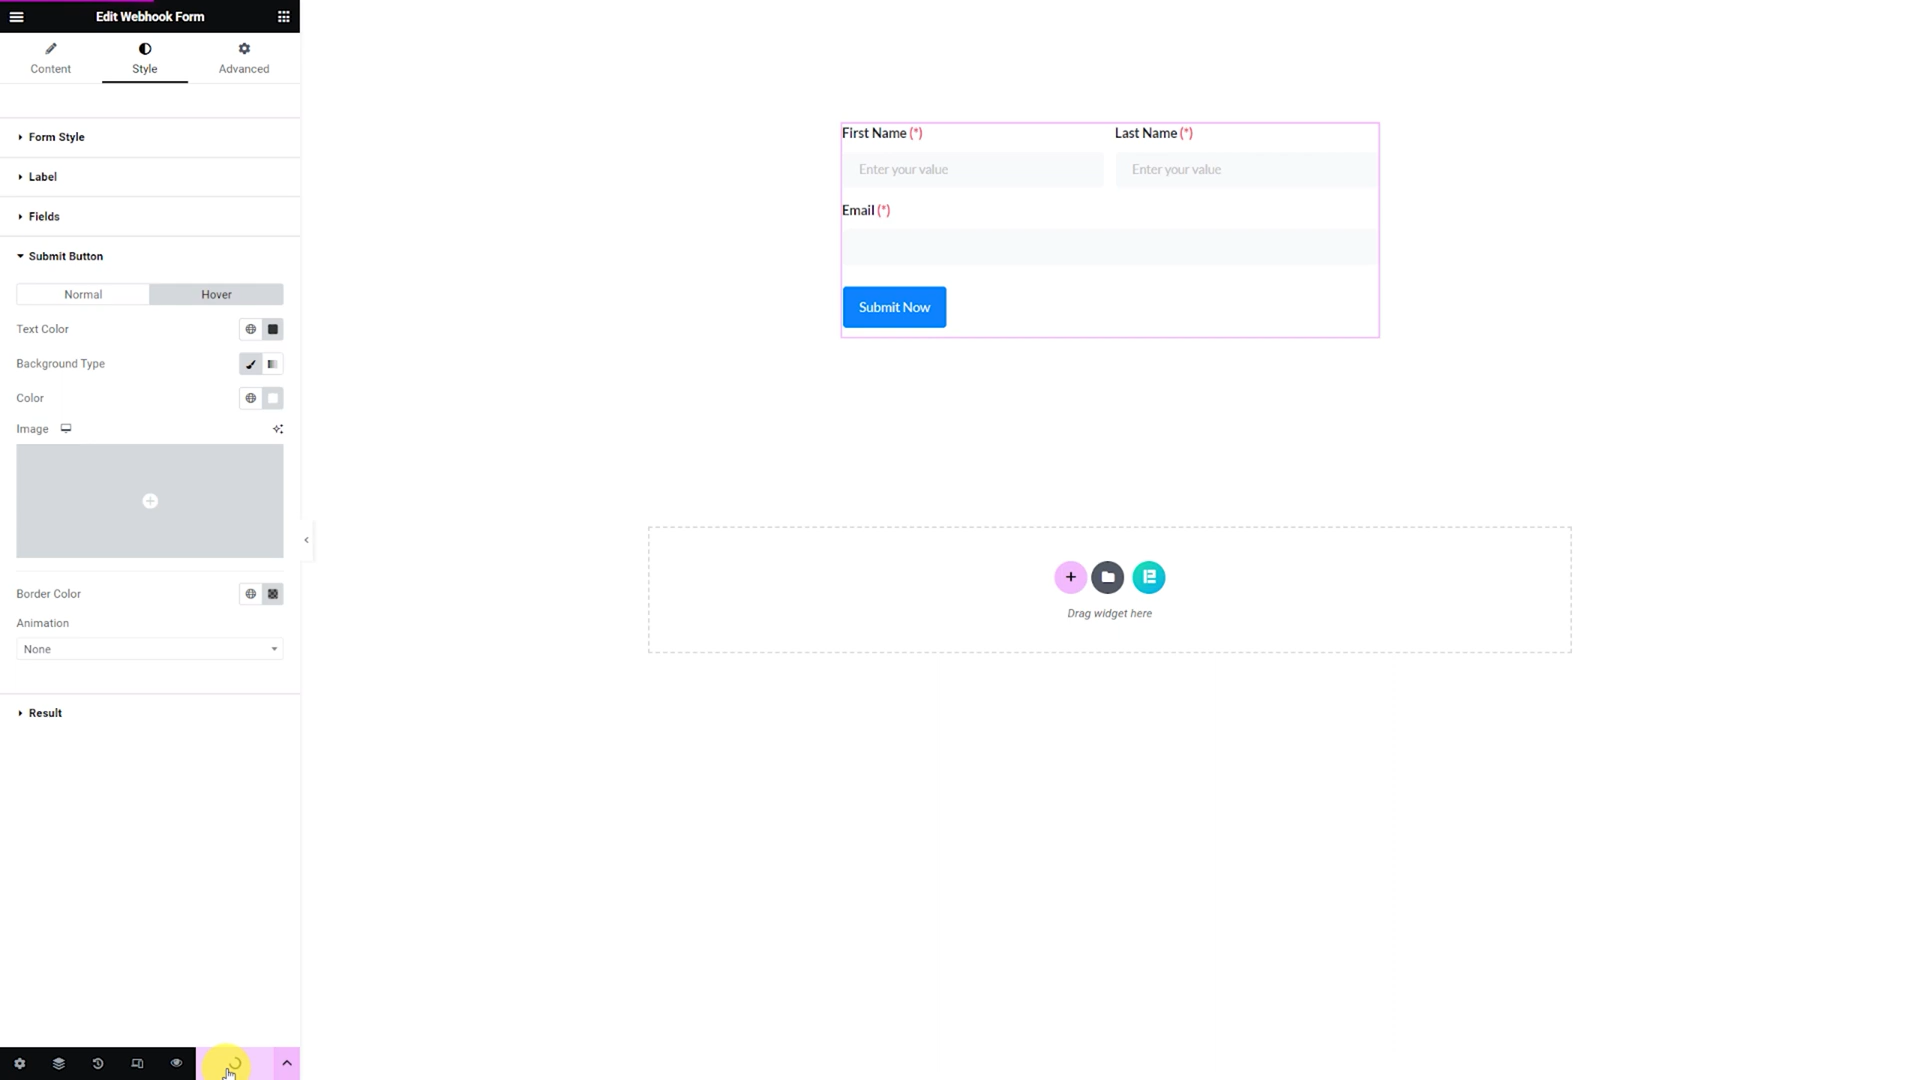 Edit Webhook Form
Content
Style
Advanced
Form Style
Label
Fields
Submit Button
Normal
Hover
Text Color
Background Type
Color
Image
Border Color
Animation
None
Result
First Name (*)
Last Name (*)
Enter your value
Enter your value
Email (*)
Submit Now
Drag widget here